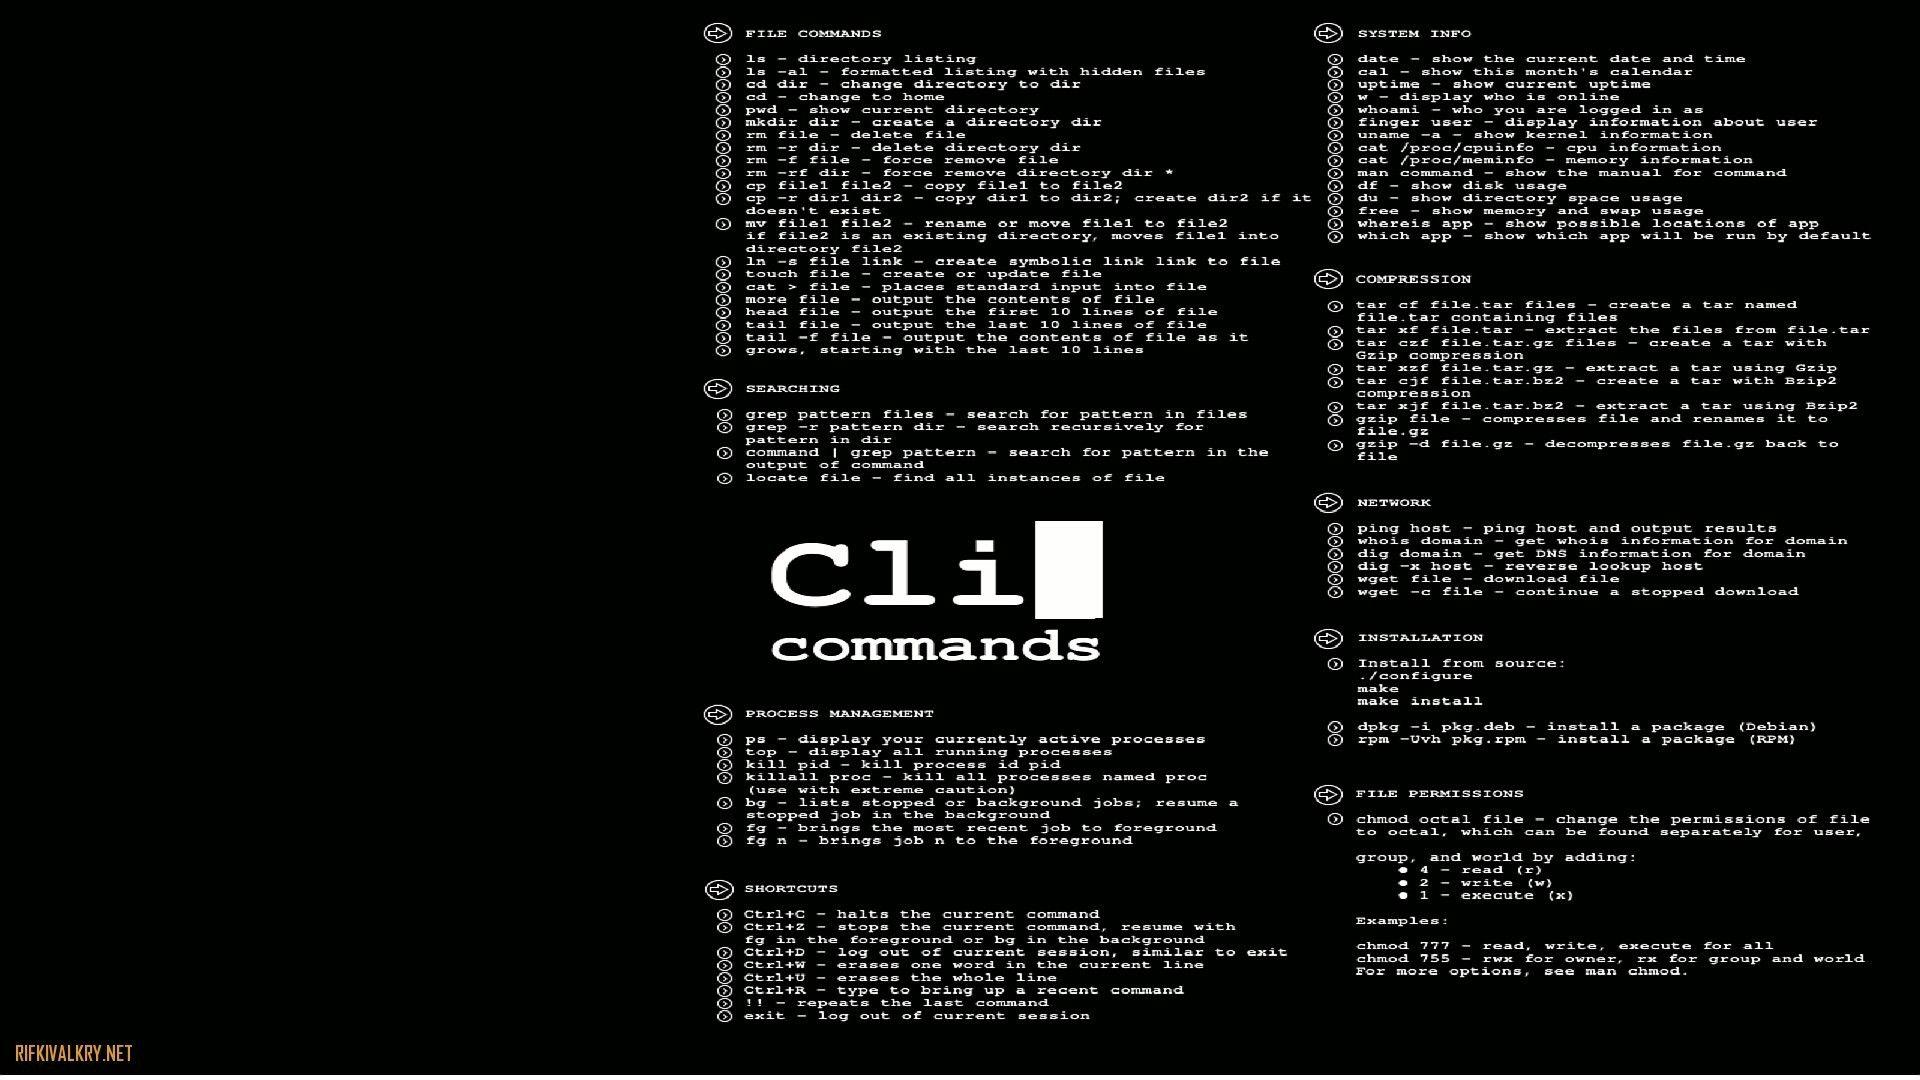 FILE COMMANDS
ls - directory listing
ls -al - formatted listing with hidden files
cd dir - change directory to dir
cd - change to home
pwd - show current directory
mkdir dir - create a directory dir
rm file - delete file
rm -r dir - delete directory dir
rm -f file - force remove file
rm -rf dir - force remove directory dir *
cp file1 file2 - copy file1 to file2
cp -r dir1 dir2 - copy dir1 to dir2; create dir2 if it
doesn't exist
mv file1 file2 - rename or move file1 to file2
if file2 is an existing directory, moves file1 into
directory file2
ln -s file link - create symbolic link link to file
touch file - create or update file
cat > file - places standard input into file
more file - output the contents of file
head file - output the first 10 lines of file
tail file - output the last 10 lines of file
tail -f file - output the contents of file as it
grows, starting with the last 10 lines
SEARCHING
grep pattern files - search for pattern in files
grep -r pattern dir - search recursively for
pattern in dir
command | grep pattern - search for pattern in the
output of command
locate file - find all instances of file
Cli
commands
PROCESS MANAGEMENT
ps - display your currently active processes
top - display all running processes
kill pid - kill process id pid
killall proc - kill all processes named proc
(use with extreme caution)
bg - lists stopped or background jobs; resume a
stopped job in the background
fg - brings the most recent job to foreground
fg n - brings job n to the foreground
SHORTCUTS
Ctrl+C - halts the current command
Ctrl+Z - stops the current command, resume with
fg in the foreground or bg in the background
Ctrl+D - log out of current session, similar to exit
Ctrl+W - erases one word in the current line
Ctrl+U - erases the whole line
Ctrl+R - type to bring up a recent command
!! - repeats the last command
exit - log out of current session
SYSTEM INFO
date - show the current date and time
cal - show this month's calendar
uptime - show current uptime
w - display who is online
whoami - who you are logged in as
finger user - display information about user
uname -a - show kernel information
cat /proc/cpuinfo - cpu information
cat /proc/meminfo - memory information
man command - show the manual for command
df - show disk usage
du - show directory space usage
free - show memory and swap usage
whereis app - show possible locations of app
which app - show which app will be run by default
COMPRESSION
tar cf file.tar files - create a tar named
file.tar containing files
tar xf file.tar - extract the files from file.tar
tar czf file.tar.gz files - create a tar with
Gzip compression
tar xzf file.tar.gz - extract a tar using Gzip
tar cjf file.tar.bz2 - create a tar with Bzip2
compression
tar xjf file.tar.bz2 - extract a tar using Bzip2
gzip file - compresses file and renames it to
file.gz
gzip -d file.gz - decompresses file.gz back to
file
NETWORK
ping host - ping host and output results
whois domain - get whois information for domain
dig domain - get DNS information for domain
dig -x host - reverse lookup host
wget file - download file
wget -c file - continue a stopped download
INSTALLATION
Install from source:
./configure
make
make install
dpkg -i pkg.deb - install a package (Debian)
rpm -Uvh pkg.rpm - install a package (RPM)
FILE PERMISSIONS
chmod octal file - change the permissions of file
to octal, which can be found separately for user,
group, and world by adding:
● 4 - read (r)
● 2 - write (w)
● 1 - execute (x)
Examples:
chmod 777 - read, write, execute for all
chmod 755 - rwx for owner, rx for group and world
For more options, see man chmod.
RIFKIVALKRY.NET